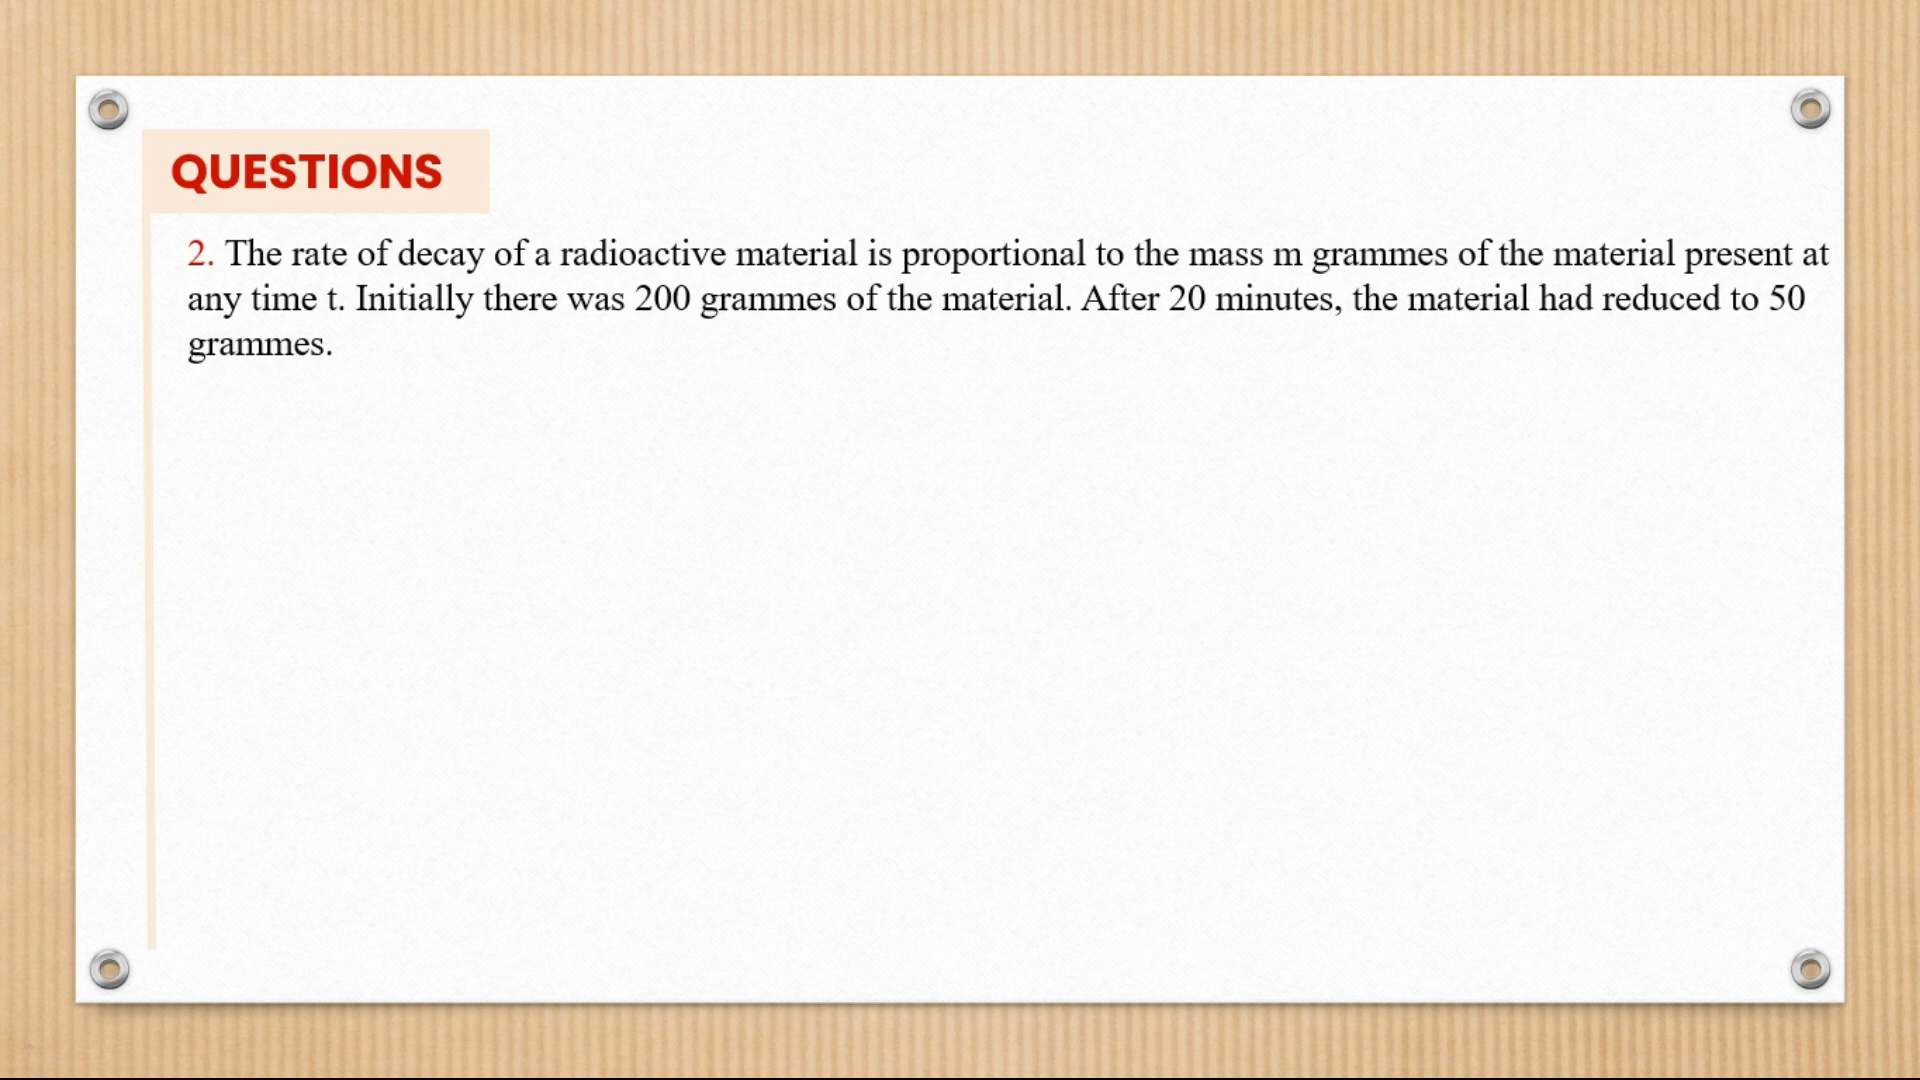 QUESTIONS
2. The rate of decay of a radioactive material is proportional to the mass m grammes of the material present at
any time t. Initially there was 200 grammes of the material. After 20 minutes, the material had reduced to 50
grammes.